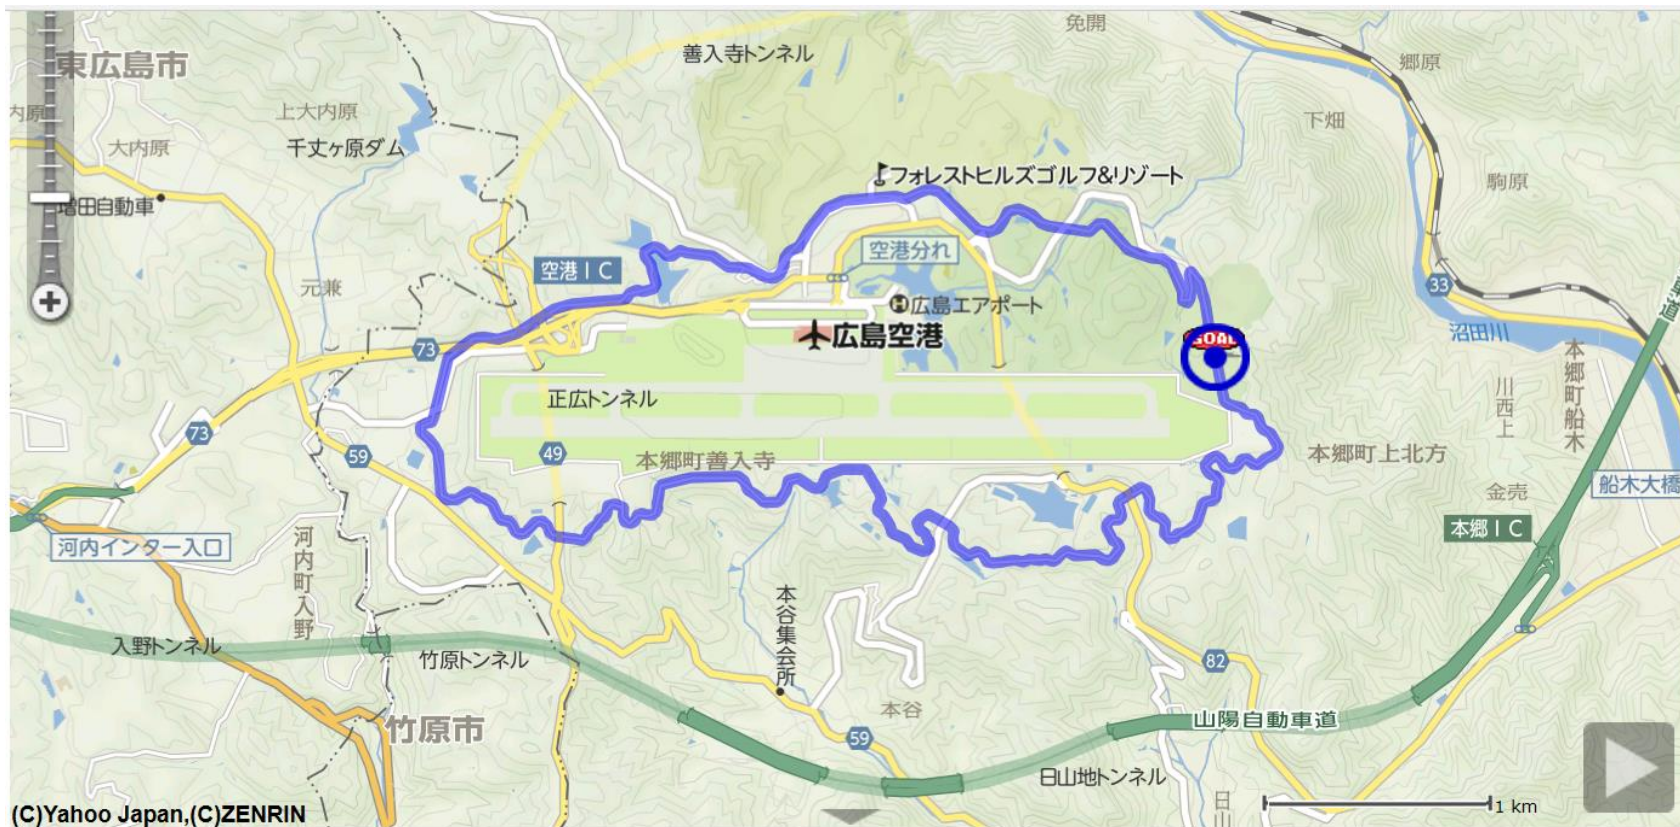 免開
善入寺トンネル
東広島市
郷原
内原
上大内原
下畑
大内原
千丈ヶ原ダム
フォレストヒルズゴルフ&リゾート
駒原
増田自動車
空港分れ
空港IC
元兼
33
H
広島エアポート
沼田川
広島空港
GOAL
73
本郷町船木
川西上
正広トンネル
73
59
49
本郷町善入寺
本郷町上北方
金売
船木大橋
本郷IC
河内インター入口
河内町入野
本谷集会所
入野トンネル
竹原トンネル
82
本谷
竹原市
山陽自動車道
59
日山地トンネル
1 km
(C)Yahoo Japan,(C)ZENRIN